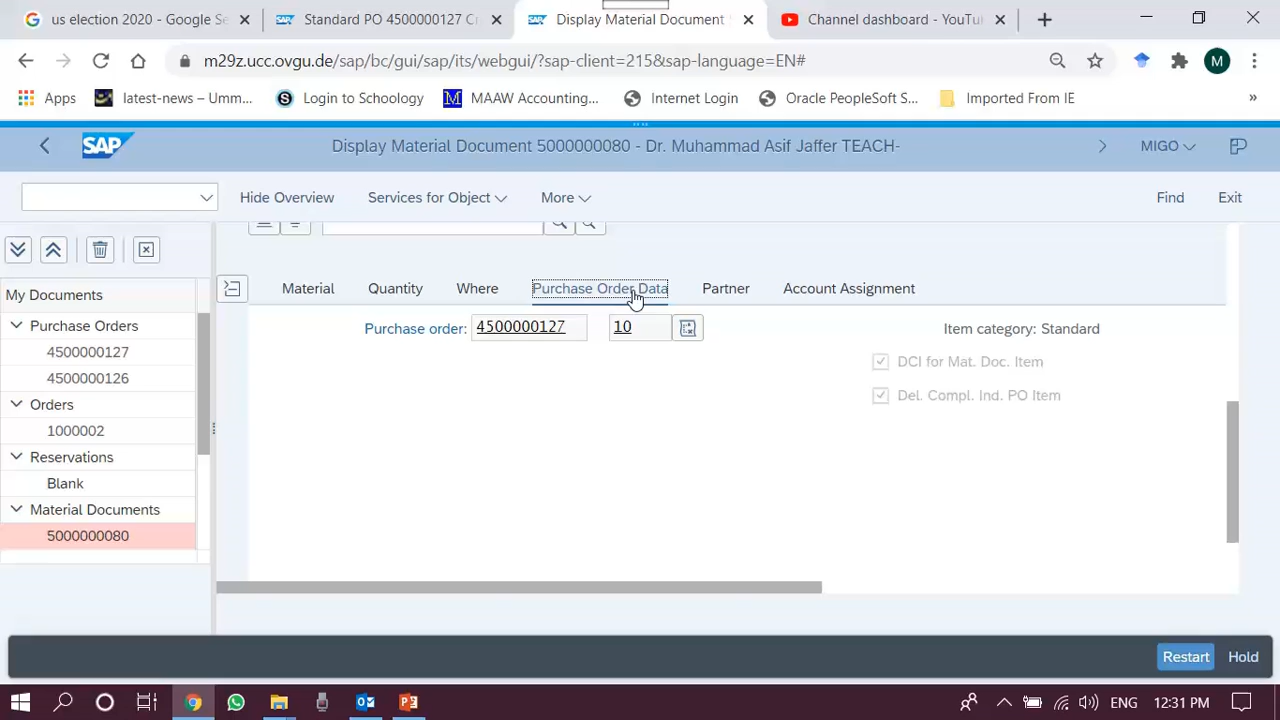 us election 2020 - Google Se
Standard PO 4500000127 Cr
Display Material Document 5
Channel dashboard - YouTu
m29z.ucc.ovgu.de/sap/bc/gui/sap/its/webgui/?sap-client=215&sap-language=EN#
M
Apps
latest-news – Umm...
Login to Schoology
MAAW Accounting...
Internet Login
Oracle PeopleSoft S...
Imported From IE
»
SAP
Display Material Document 5000000080 - Dr. Muhammad Asif Jaffer TEACH-
MIGO
Hide Overview
Services for Object
More
Find
Exit
My Documents
Purchase Orders
4500000127
4500000126
Orders
1000002
Reservations
Blank
Material Documents
5000000080
Material
Quantity
Where
Purchase Order Data
Partner
Account Assignment
Purchase order: 4500000127 10
Item category: Standard
DCI for Mat. Doc. Item
Del. Compl. Ind. PO Item
Restart
Hold
ENG
12:31 PM